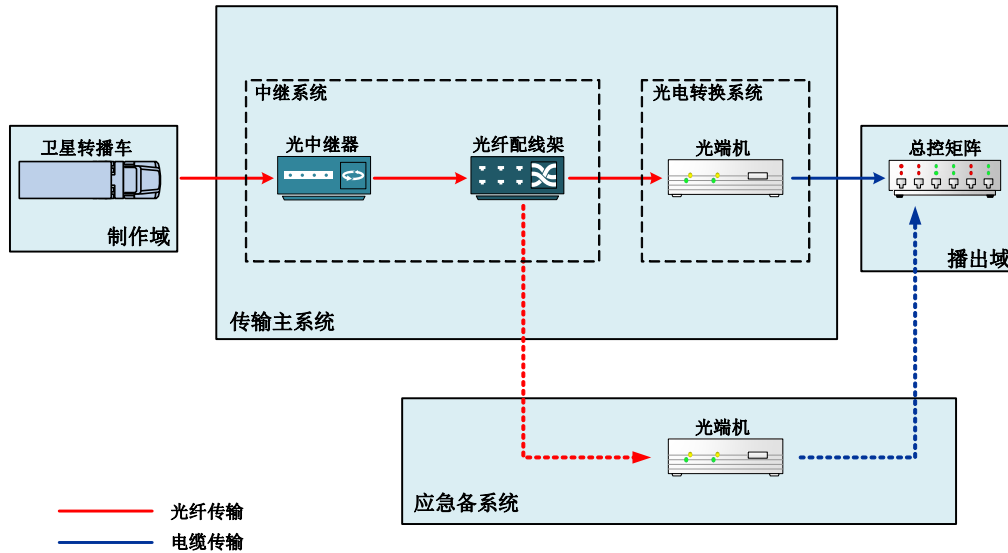 中继系统
光电转换系统
卫星转播车
光中继器
光纤配线架
光端机
总控矩阵
制作域
播出域
传输主系统
光端机
应急备系统
光纤传输
电缆传输